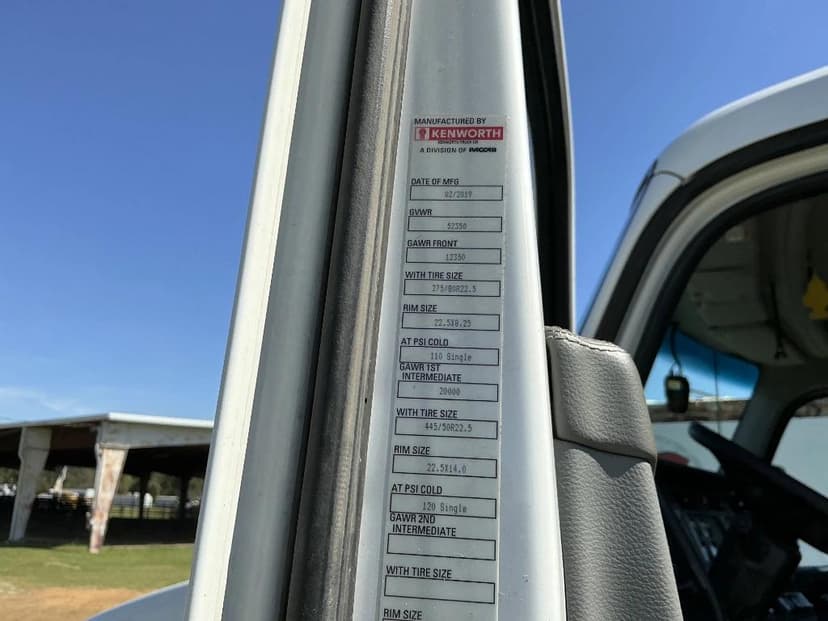 MANUFACTURED BY
KENWORTH
KENWORTH TRUCK CO.
A DIVISION OF PACCAR
DATE OF MFG
02/2019
GVWR
52350
GAWR FRONT
12350
WITH TIRE SIZE
275/80R22.5
RIM SIZE
22.5X8.25
AT PSI COLD
110 Single
GAWR 1ST
INTERMEDIATE
20000
WITH TIRE SIZE
445/50R22.5
RIM SIZE
22.5X14.0
AT PSI COLD
120 Single
GAWR 2ND
INTERMEDIATE
WITH TIRE SIZE
RIM SIZE